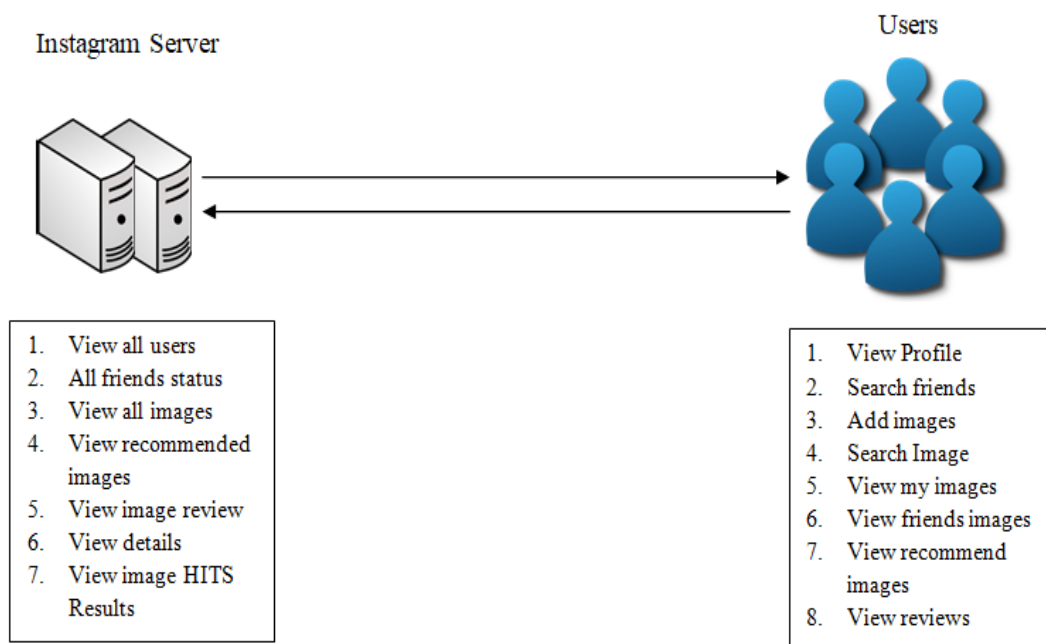 Instagram Server
Users
1. View all users
2. All friends status
3. View all images
4. View recommended
images
5. View image review
6. View details
7. View image HITS
Results
1. View Profile
2. Search friends
3. Add images
4. Search Image
5. View my images
6. View friends images
7. View recommend
images
8. View reviews